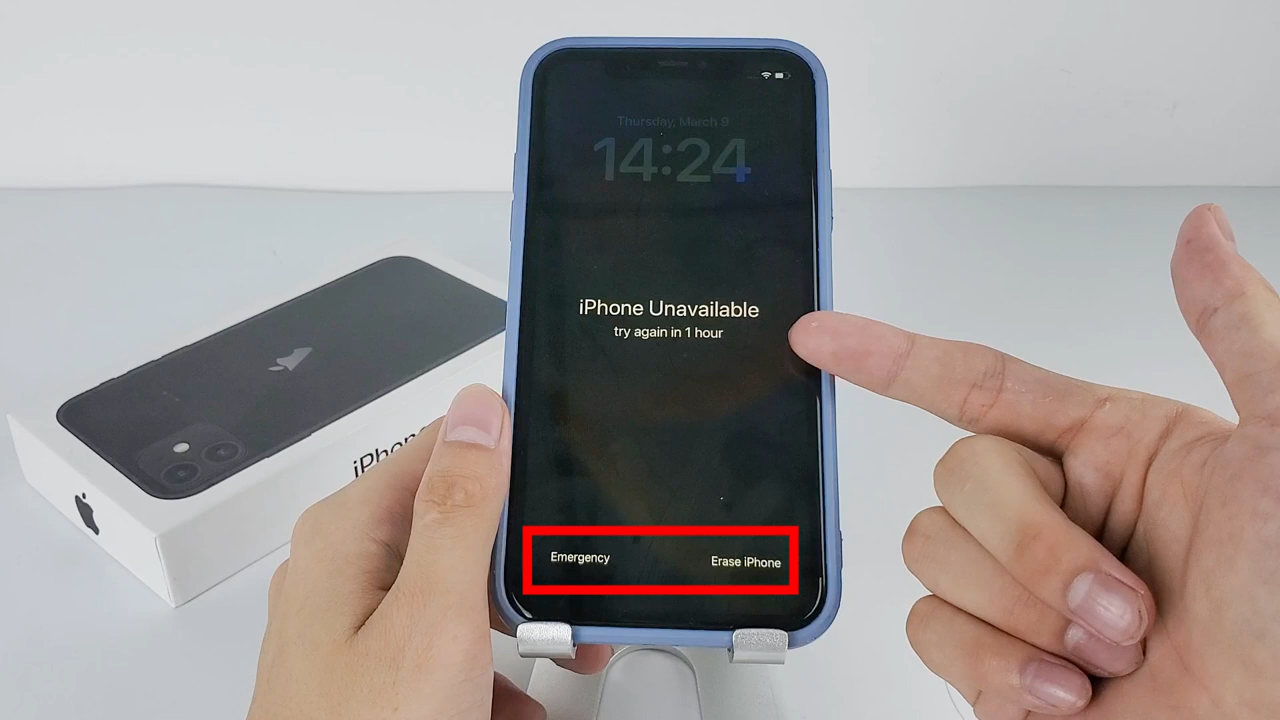 Thursday, March 9
14:24
iPhone Unavailable
try again in 1 hour
Emergency
Erase iPhone
iPhone